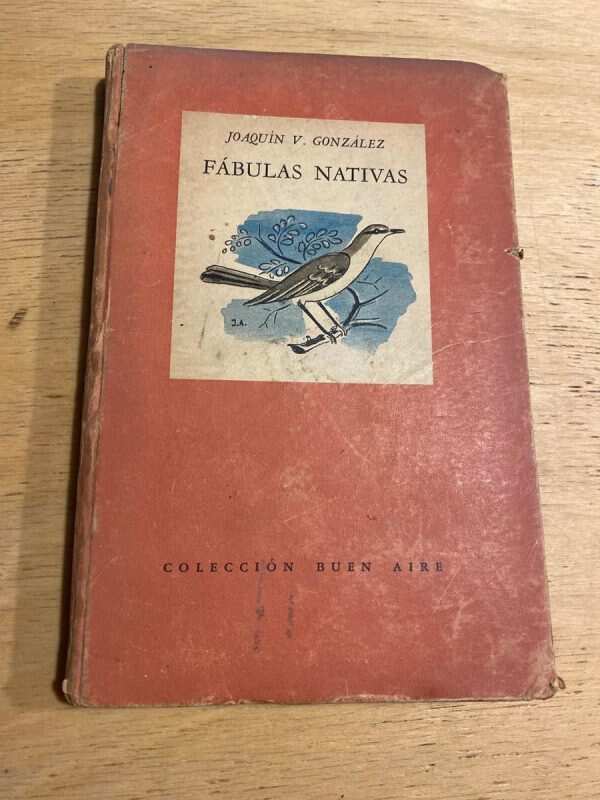 JOAQUÍN V. GONZÁLEZ
FÁBULAS NATIVAS
J.A.
COLECCIÓN BUEN AIRE